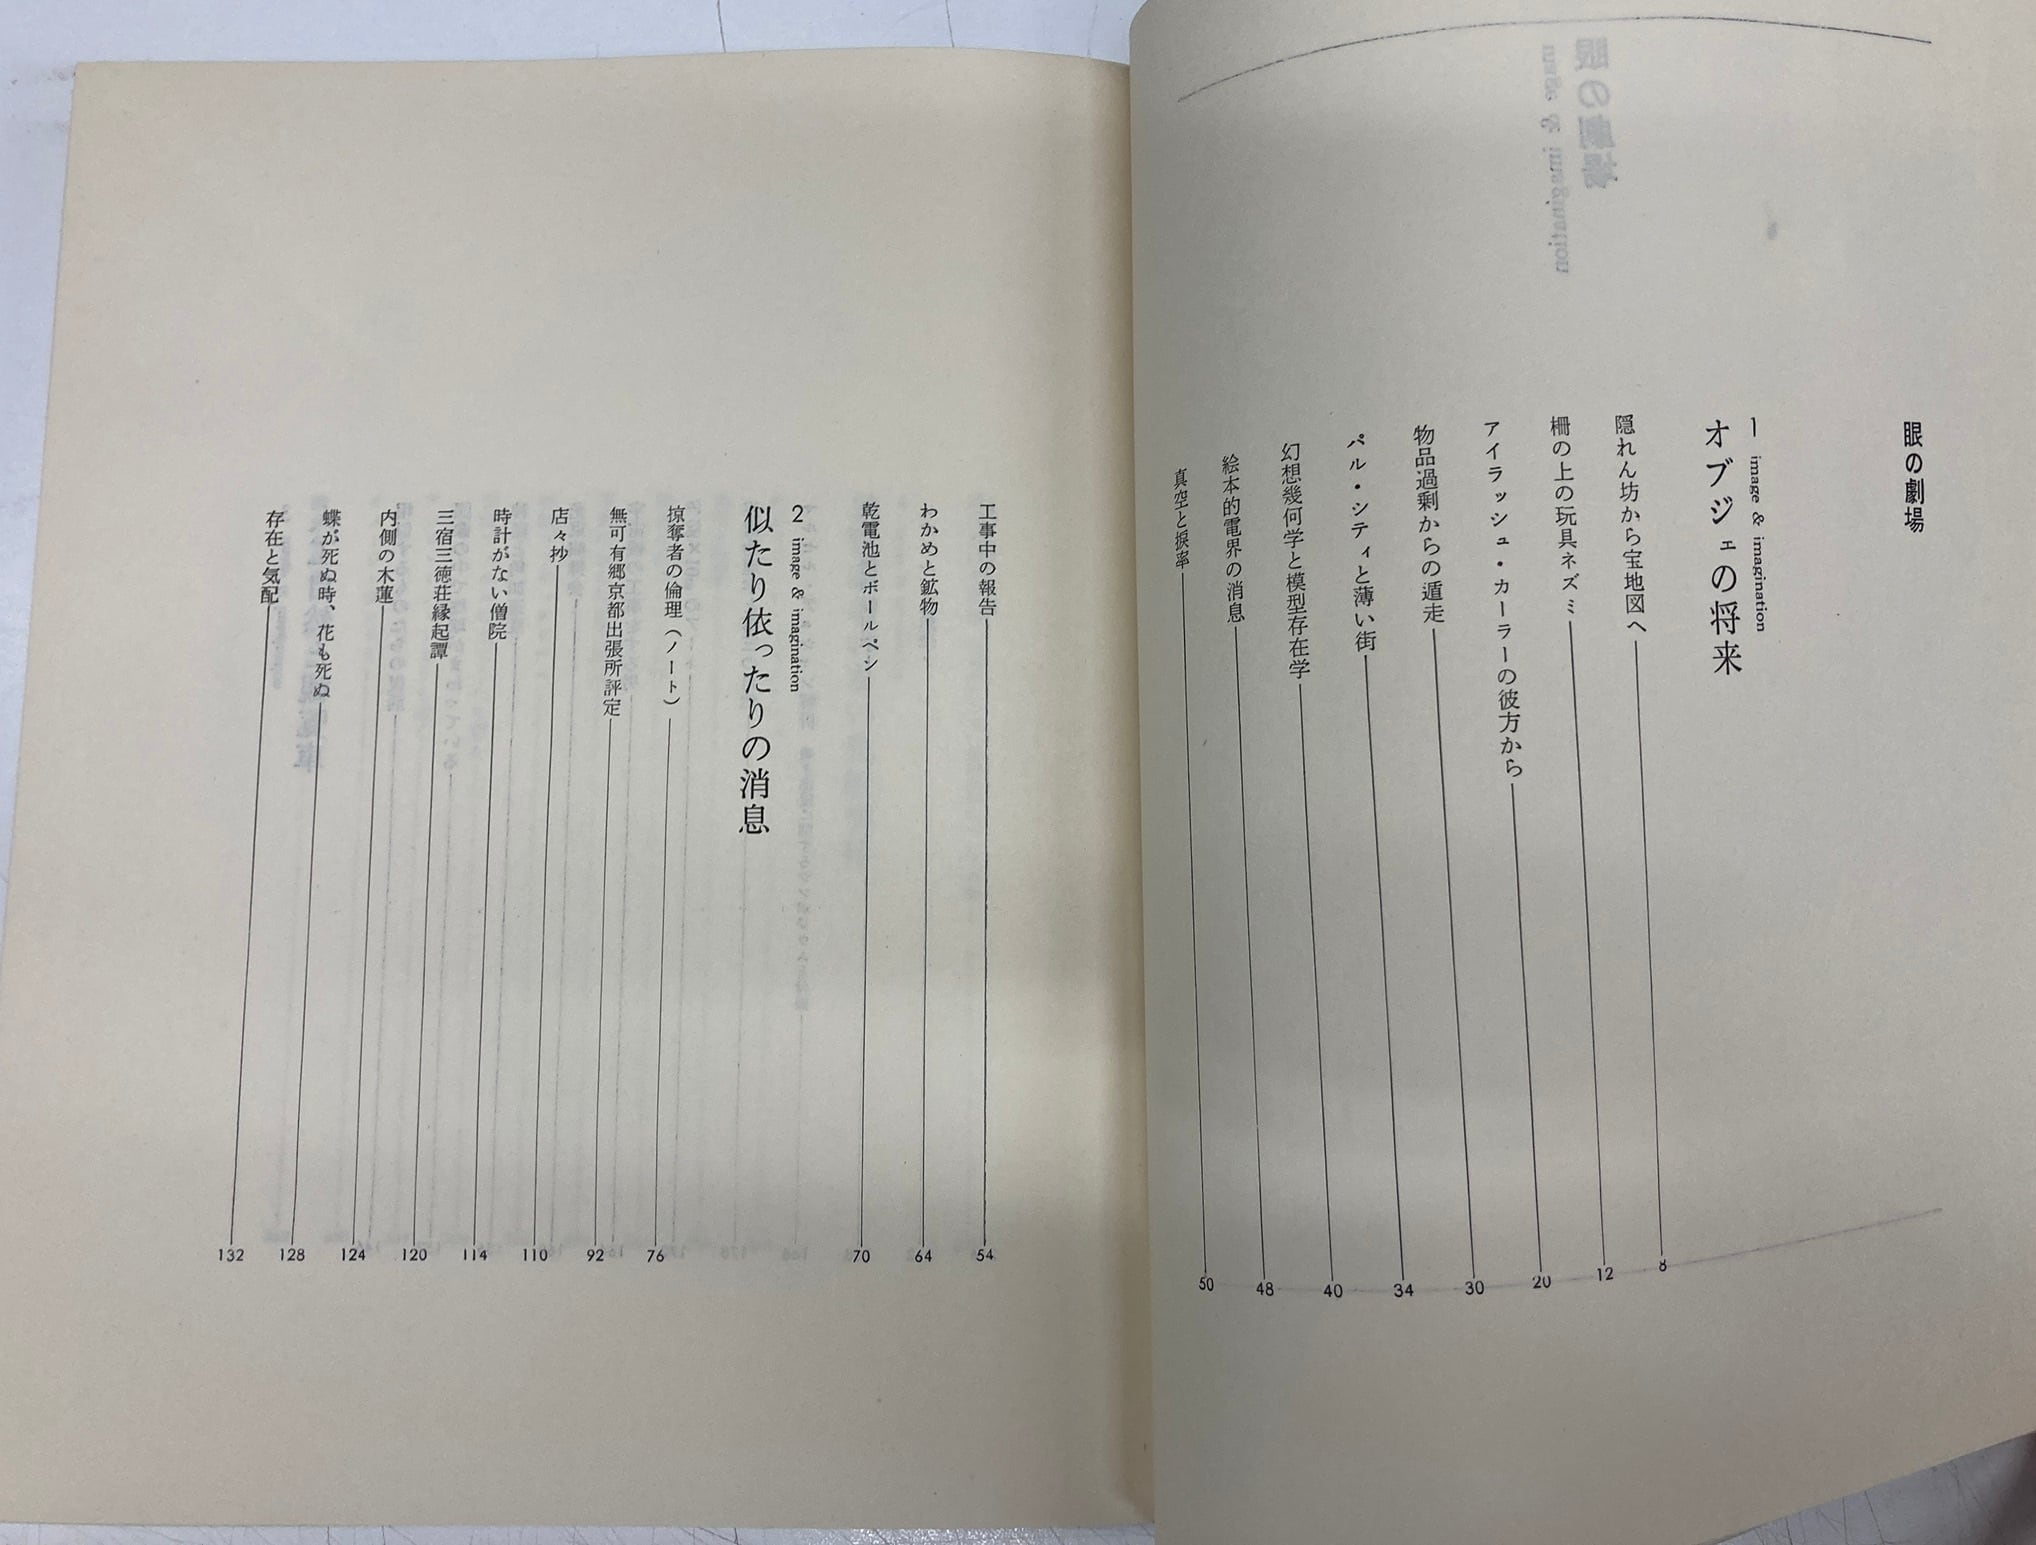 眼の劇場
1 image & imagination
オブジェの将来
隠れん坊から宝地図へ 8
柵の上の玩具ネズミ 12
アイラッシュ・カーラーの彼方から 20
物品過剰からの遁走 30
パル・シティと薄い街 34
幻想幾何学と模型存在学 40
絵本的電界の消息 48
真空と捩率 50
工事中の報告 54
わかめと鉱物 64
乾電池とボールペン 70
2 image & imagination
似たり依ったりの消息
掠奪者の倫理(ノート) 76
無可有郷京都出張所評定 92
店々抄 110
時計がない僧院 114
三宿三徳荘縁起譚 120
内側の木蓮 124
蝶が死ぬ時、花も死ぬ 128
存在と気配 132
眼の劇場
image & imagination